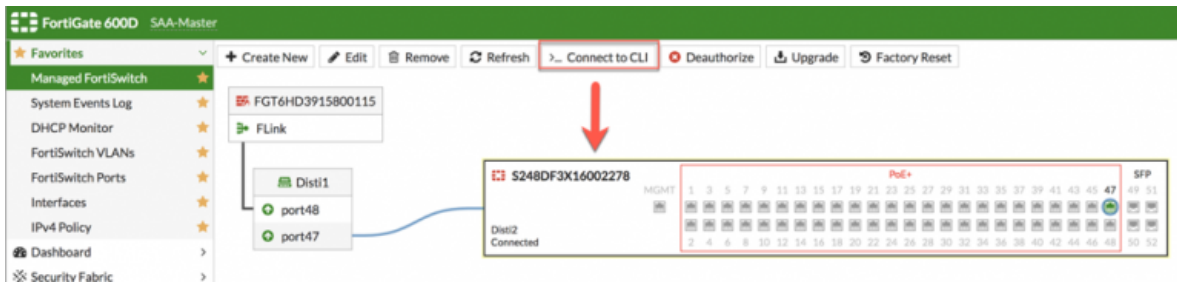 FortiGate 600D SAA-Master
Favorites
+ Create New Edit Remove Refresh >_ Connect to CLI Deauthorize Upgrade Factory Reset
Managed FortiSwitch
System Events Log
DHCP Monitor
FortiSwitch VLANs
FortiSwitch Ports
Interfaces
IPv4 Policy
Dashboard
Security Fabric
FGT6HD3915800115
FLink
Disti1
port48
port47
S248DF3X16002278
PoE+
SFP
MGMT 1 3 5 7 9 11 13 15 17 19 21 23 25 27 29 31 33 35 37 39 41 43 45 47 49 51
Disti2
Connected
2 4 6 8 10 12 14 16 18 20 22 24 26 28 30 32 34 36 38 40 42 44 46 48 50 52